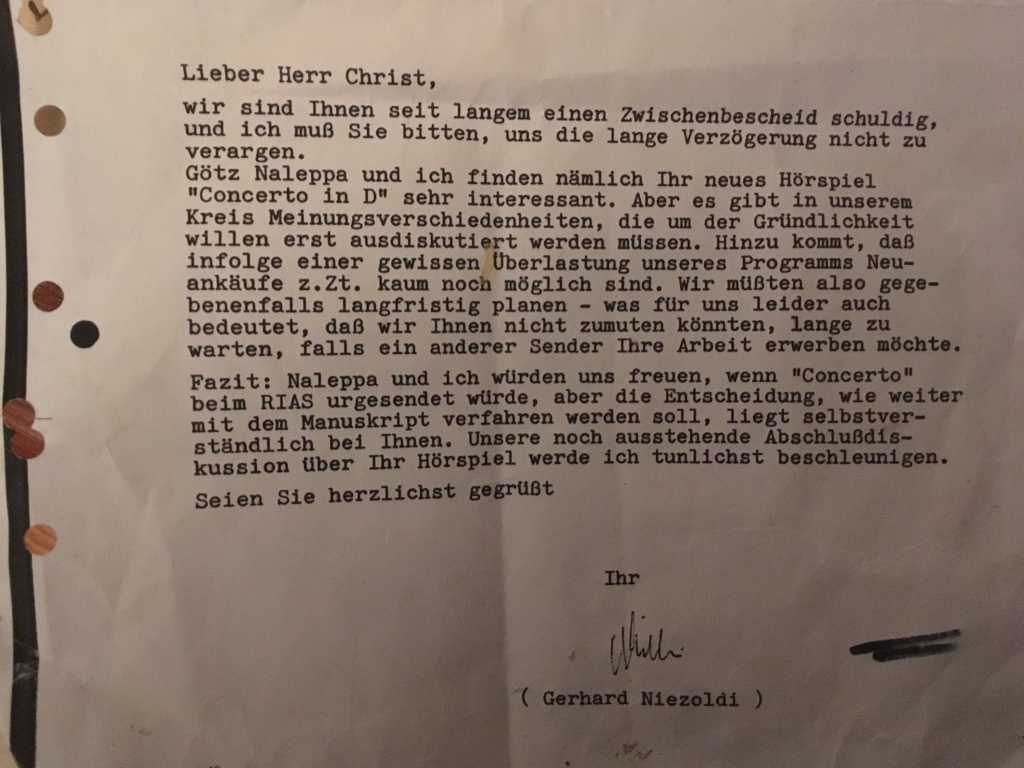 Lieber Herr Christ,
wir sind Ihnen seit langem einen Zwischenbescheid schuldig,
und ich muß Sie bitten, uns die lange Verzögerung nicht zu
verargen.
Götz Naleppa und ich finden nämlich Ihr neues Hörspiel
"Concerto in D" sehr interessant. Aber es gibt in unserem
Kreis Meinungsverschiedenheiten, die um der Gründlichkeit
willen erst ausdiskutiert werden müssen. Hinzu kommt, daß
infolge einer gewissen Überlastung unseres Programms Neu-
ankäufe z.Zt. kaum noch möglich sind. Wir müßten also gege-
benenfalls langfristig planen - was für uns leider auch
bedeutet, daß wir Ihnen nicht zumuten könnten, lange zu
warten, falls ein anderer Sender Ihre Arbeit erwerben möchte.
Fazit: Naleppa und ich würden uns freuen, wenn "Concerto"
beim RIAS urgesendet würde, aber die Entscheidung, wie weiter
mit dem Manuskript verfahren werden soll, liegt selbstver-
ständlich bei Ihnen. Unsere noch ausstehende Abschlußdis-
kussion über Ihr Hörspiel werde ich tunlichst beschleunigen.
Seien Sie herzlichst gegrüßt
Ihr
( Gerhard Niezoldi )